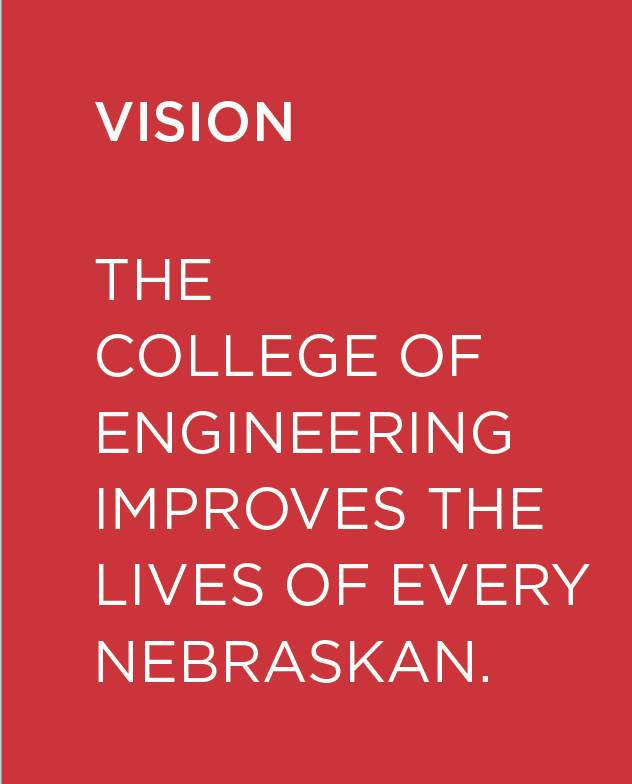 VISION
THE
COLLEGE OF
ENGINEERING
IMPROVES THE
LIVES OF EVERY
NEBRASKAN.